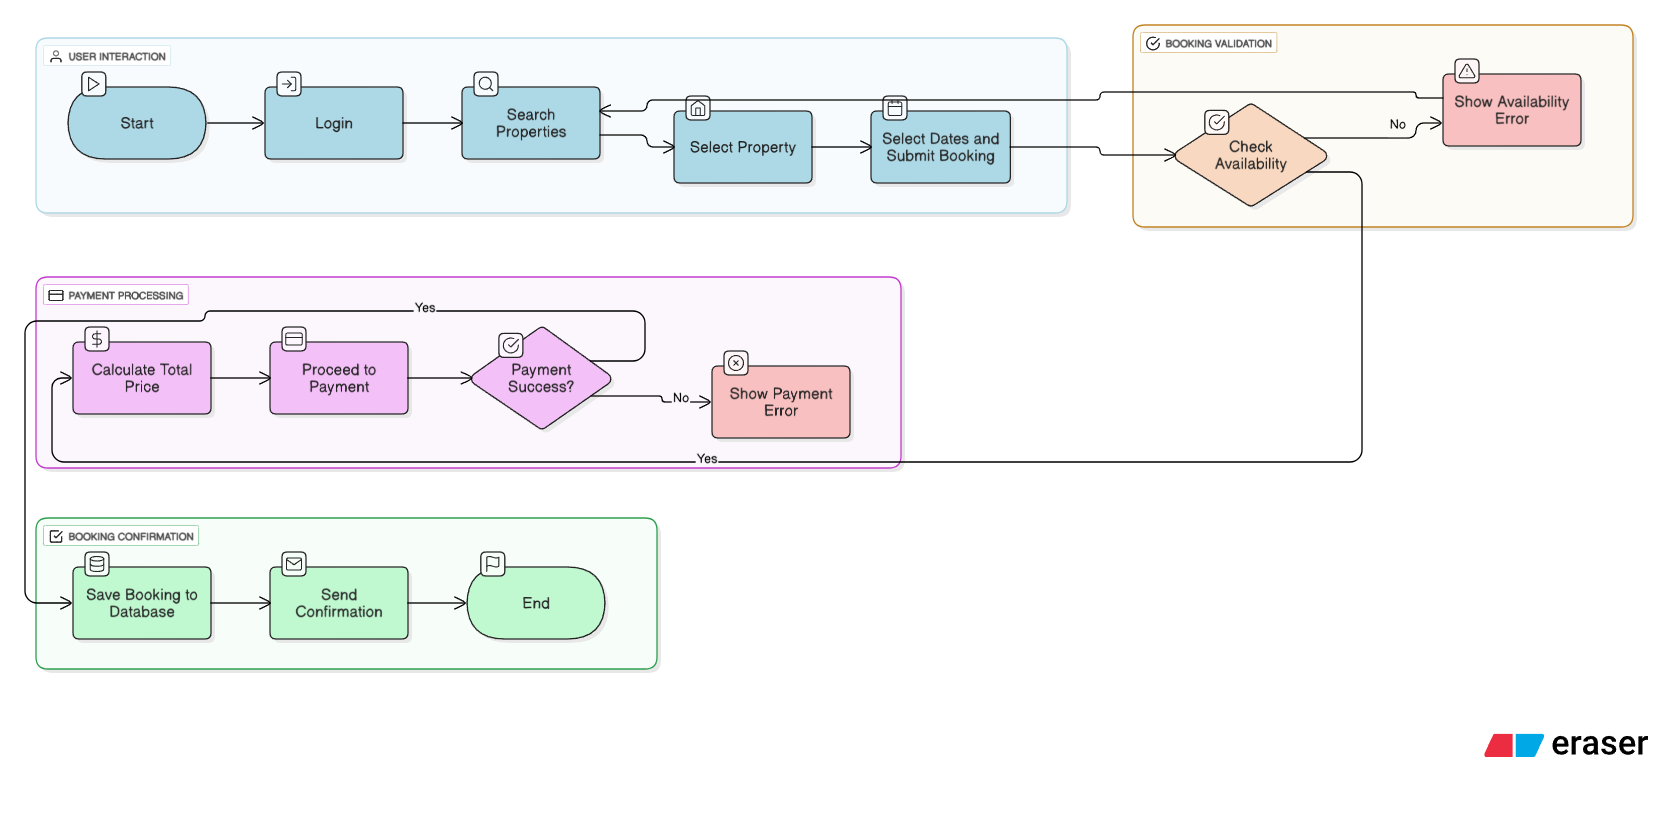 USER INTERACTION
Start
Login
Search
Properties
Select Property
Select Dates and
Submit Booking
BOOKING VALIDATION
Check
Availability
No
Show Availability
Error
PAYMENT PROCESSING
Yes
$
Calculate Total
Price
Proceed to
Payment
Payment
Success?
No
Show Payment
Error
Yes
BOOKING CONFIRMATION
Save Booking to
Database
Send
Confirmation
End
eraser